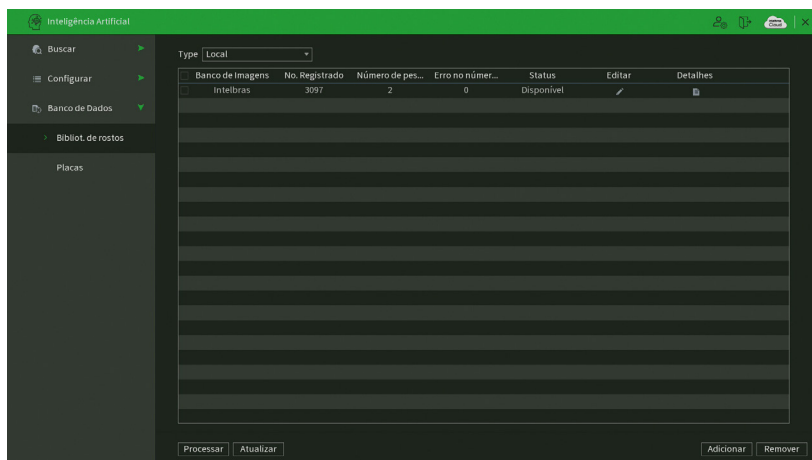 Inteligência Artificial
Cloud
Buscar
Configurar
Banco de Dados
Bibliot. de rostos
Placas
Type Local
Banco de Imagens No. Registrado Número de pes... Erro no númer... Status Editar Detalhes
Intelbras 3097 2 0 Disponível
Processar Atualizar Adicionar Remover